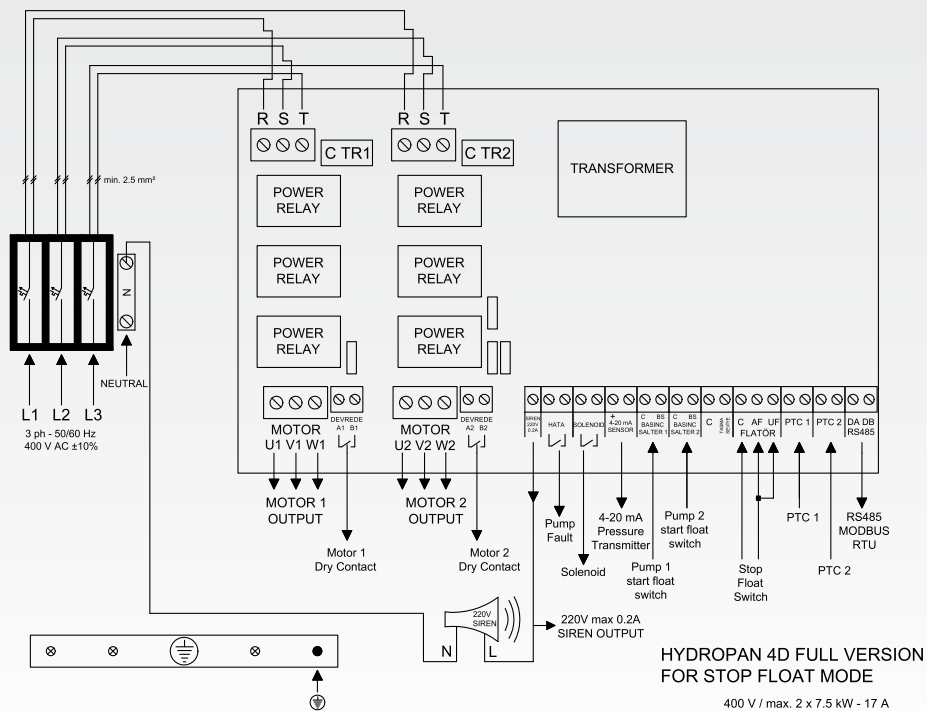 R S T
R S T
C TR1
C TR2
TRANSFORMER
POWER
RELAY
POWER
RELAY
POWER
RELAY
POWER
RELAY
POWER
RELAY
POWER
RELAY
min. 2.5 mm²
N
NEUTRAL
L1 L2 L3
3 ph - 50/60 Hz
400 V AC ±10%
MOTOR
U1 V1 W1
DEVREDE
A1 B1
MOTOR
U2 V2 W2
DEVREDE
A2 B2
SIREN
220V
0.2A
HATA
SOLENOID
+
4-20 mA
SENSOR
C BS
BASINC
SALTER 1
C BS
BASINC
SALTER 2
C
C AF UF
FLATÖR
PTC 1
PTC 2
DA DB
RS485
MOTOR 1
OUTPUT
Motor 1
Dry Contact
MOTOR 2
OUTPUT
Motor 2
Dry Contact
Pump
Fault
Solenoid
4-20 mA
Pressure
Transmitter
Pump 1
start float
switch
Pump 2
start float
switch
Stop
Float
Switch
PTC 1
PTC 2
RS485
MODBUS
RTU
220V
SIREN
N L
220V max 0.2A
SIREN OUTPUT
HYDROPAN 4D FULL VERSION
FOR STOP FLOAT MODE
400 V / max. 2 x 7.5 kW - 17 A